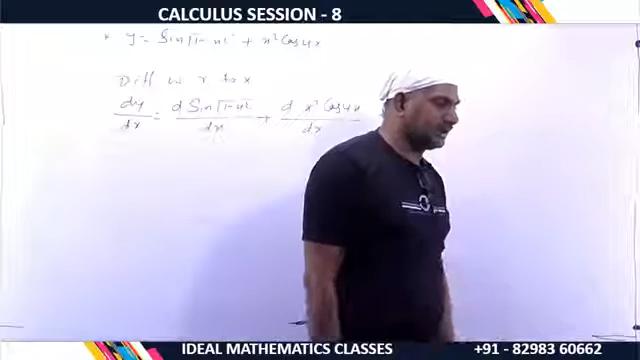 CALCULUS SESSION - 8
* y = Sin√1-x² + x² Cos4x
Diff w r to x
dy/dx = d Sin√1-x²/dx + d x² Cos4x/dx
IDEAL MATHEMATICS CLASSES +91 - 82983 60662